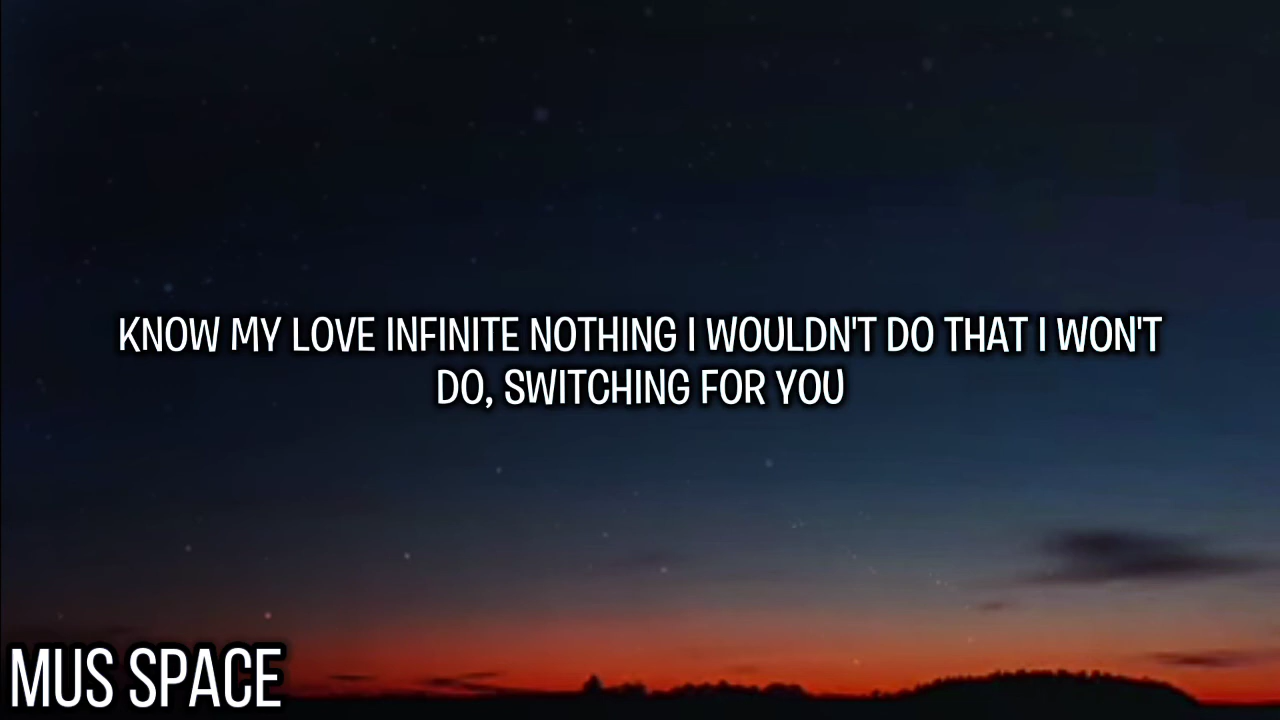 KNOW MY LOVE INFINITE NOTHING I WOULDN'T DO THAT I WON'T
DO, SWITCHING FOR YOU
MUS SPACE